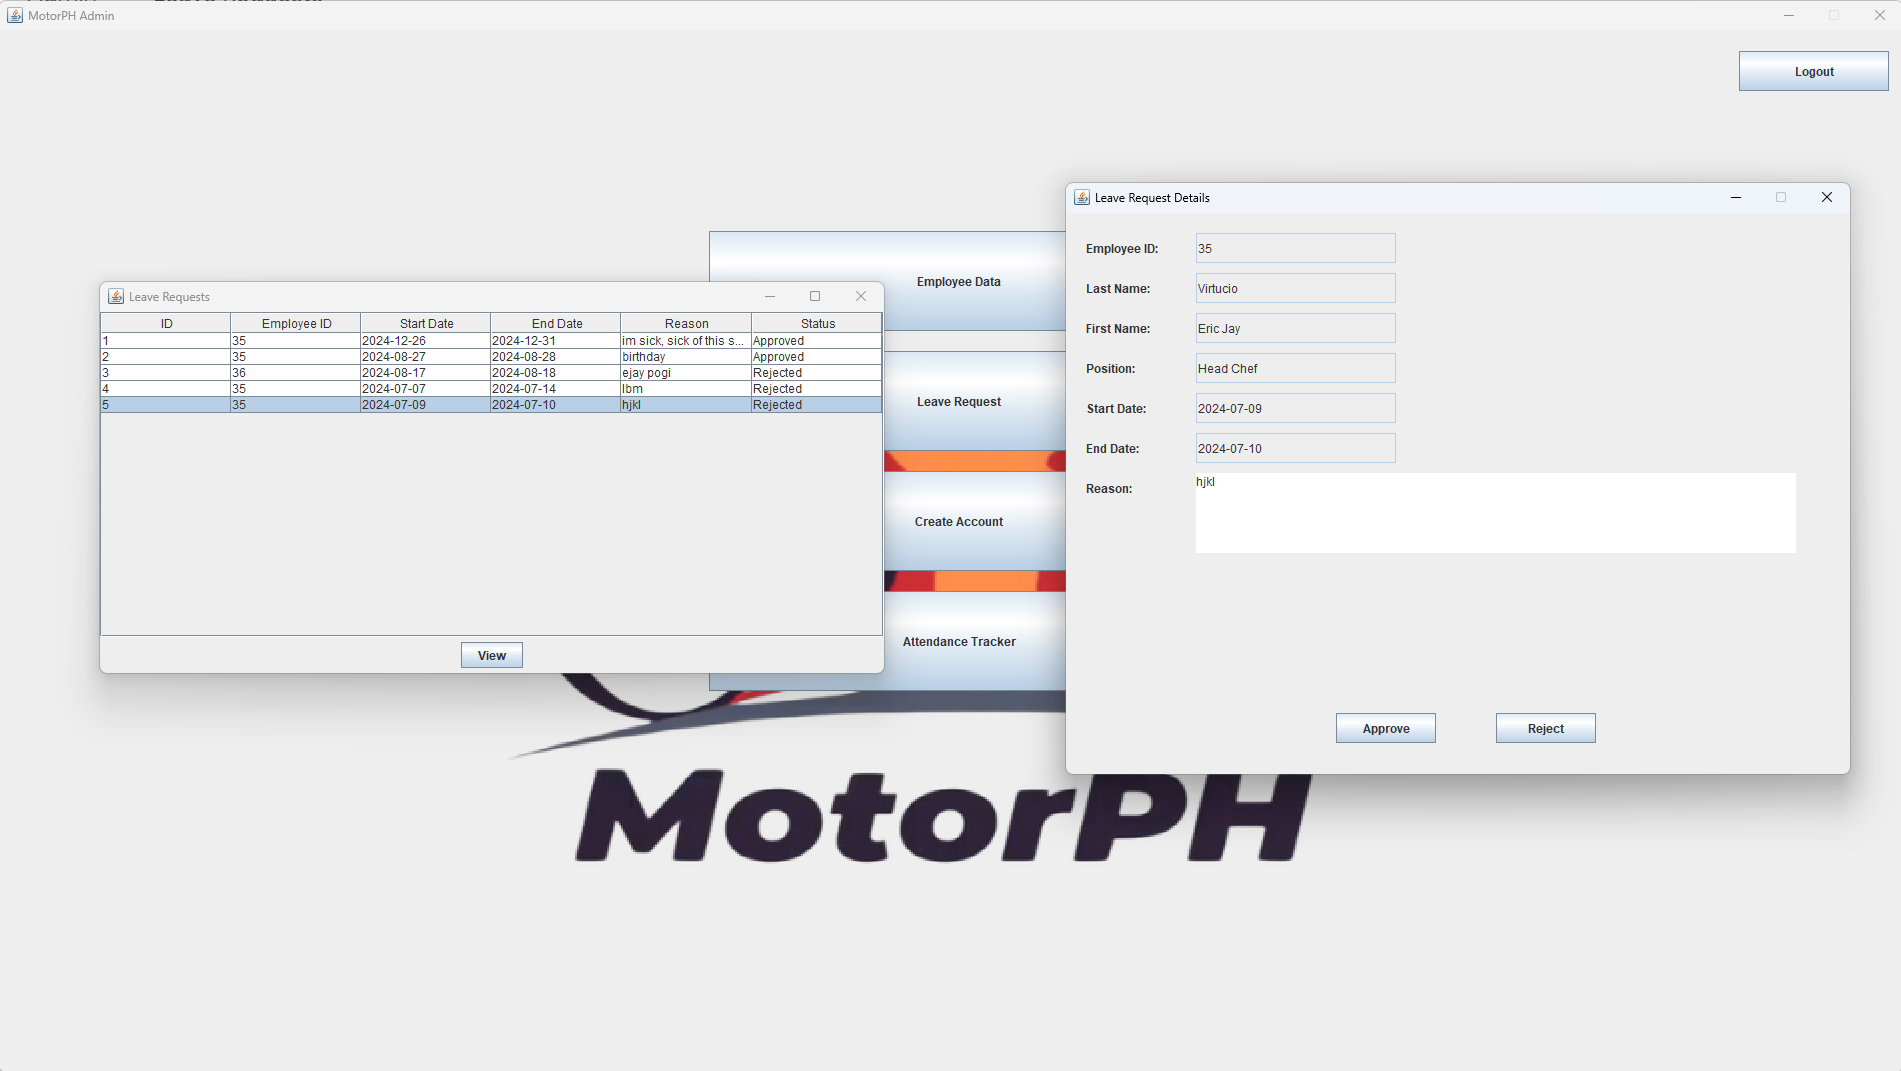 MotorPH Admin
Logout
Employee Data
Leave Request
Create Account
Attendance Tracker
Leave Requests
ID Employee ID Start Date End Date Reason Status
1 35 2024-12-26 2024-12-31 im sick, sick of this s... Approved
2 35 2024-08-27 2024-08-28 birthday Approved
3 36 2024-08-17 2024-08-18 ejay pogi Rejected
4 35 2024-07-07 2024-07-14 lbm Rejected
5 35 2024-07-09 2024-07-10 hjkl Rejected
View
Leave Request Details
Employee ID: 35
Last Name: Virtucio
First Name: Eric Jay
Position: Head Chef
Start Date: 2024-07-09
End Date: 2024-07-10
Reason: hjkl
Approve Reject
MotorPH